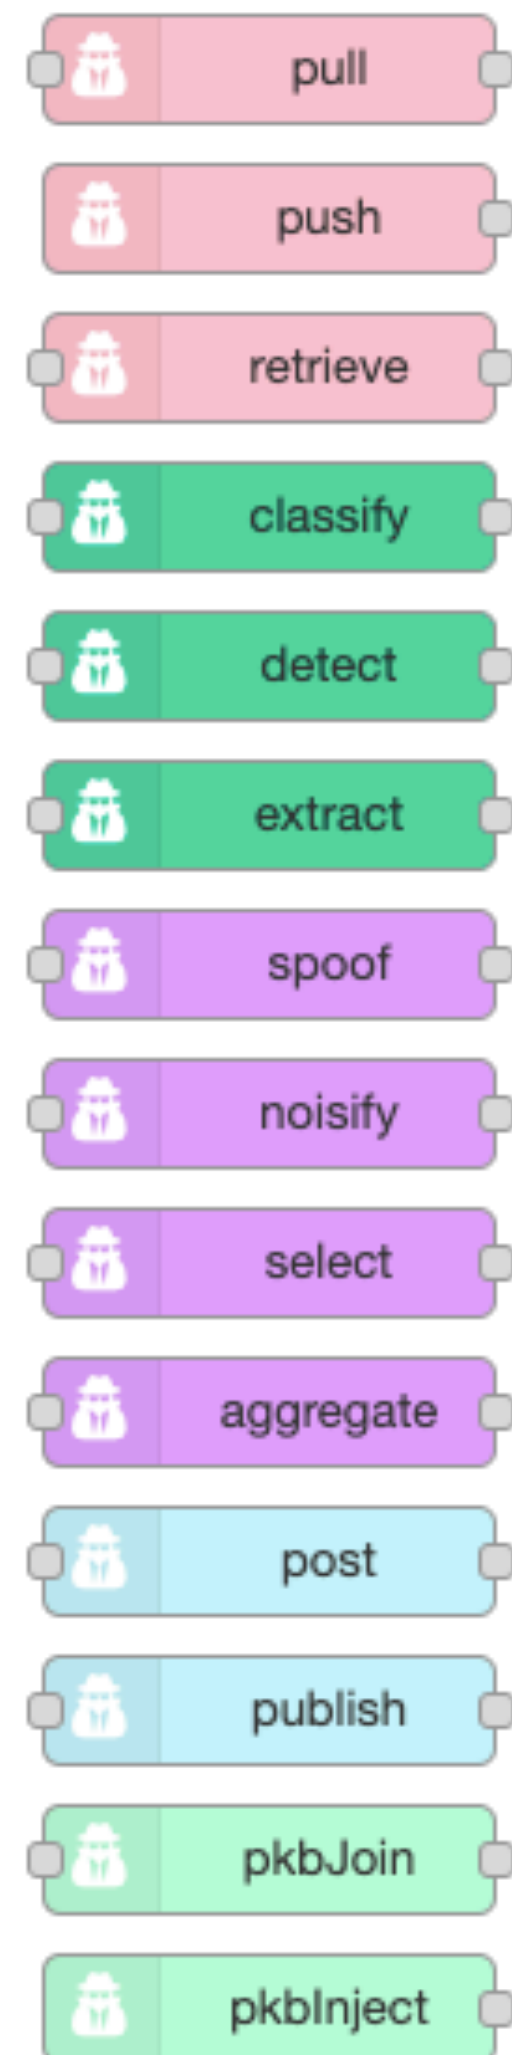 pull
push
retrieve
classify
detect
extract
spoof
noisify
select
aggregate
post
publish
pkbJoin
pkbInject